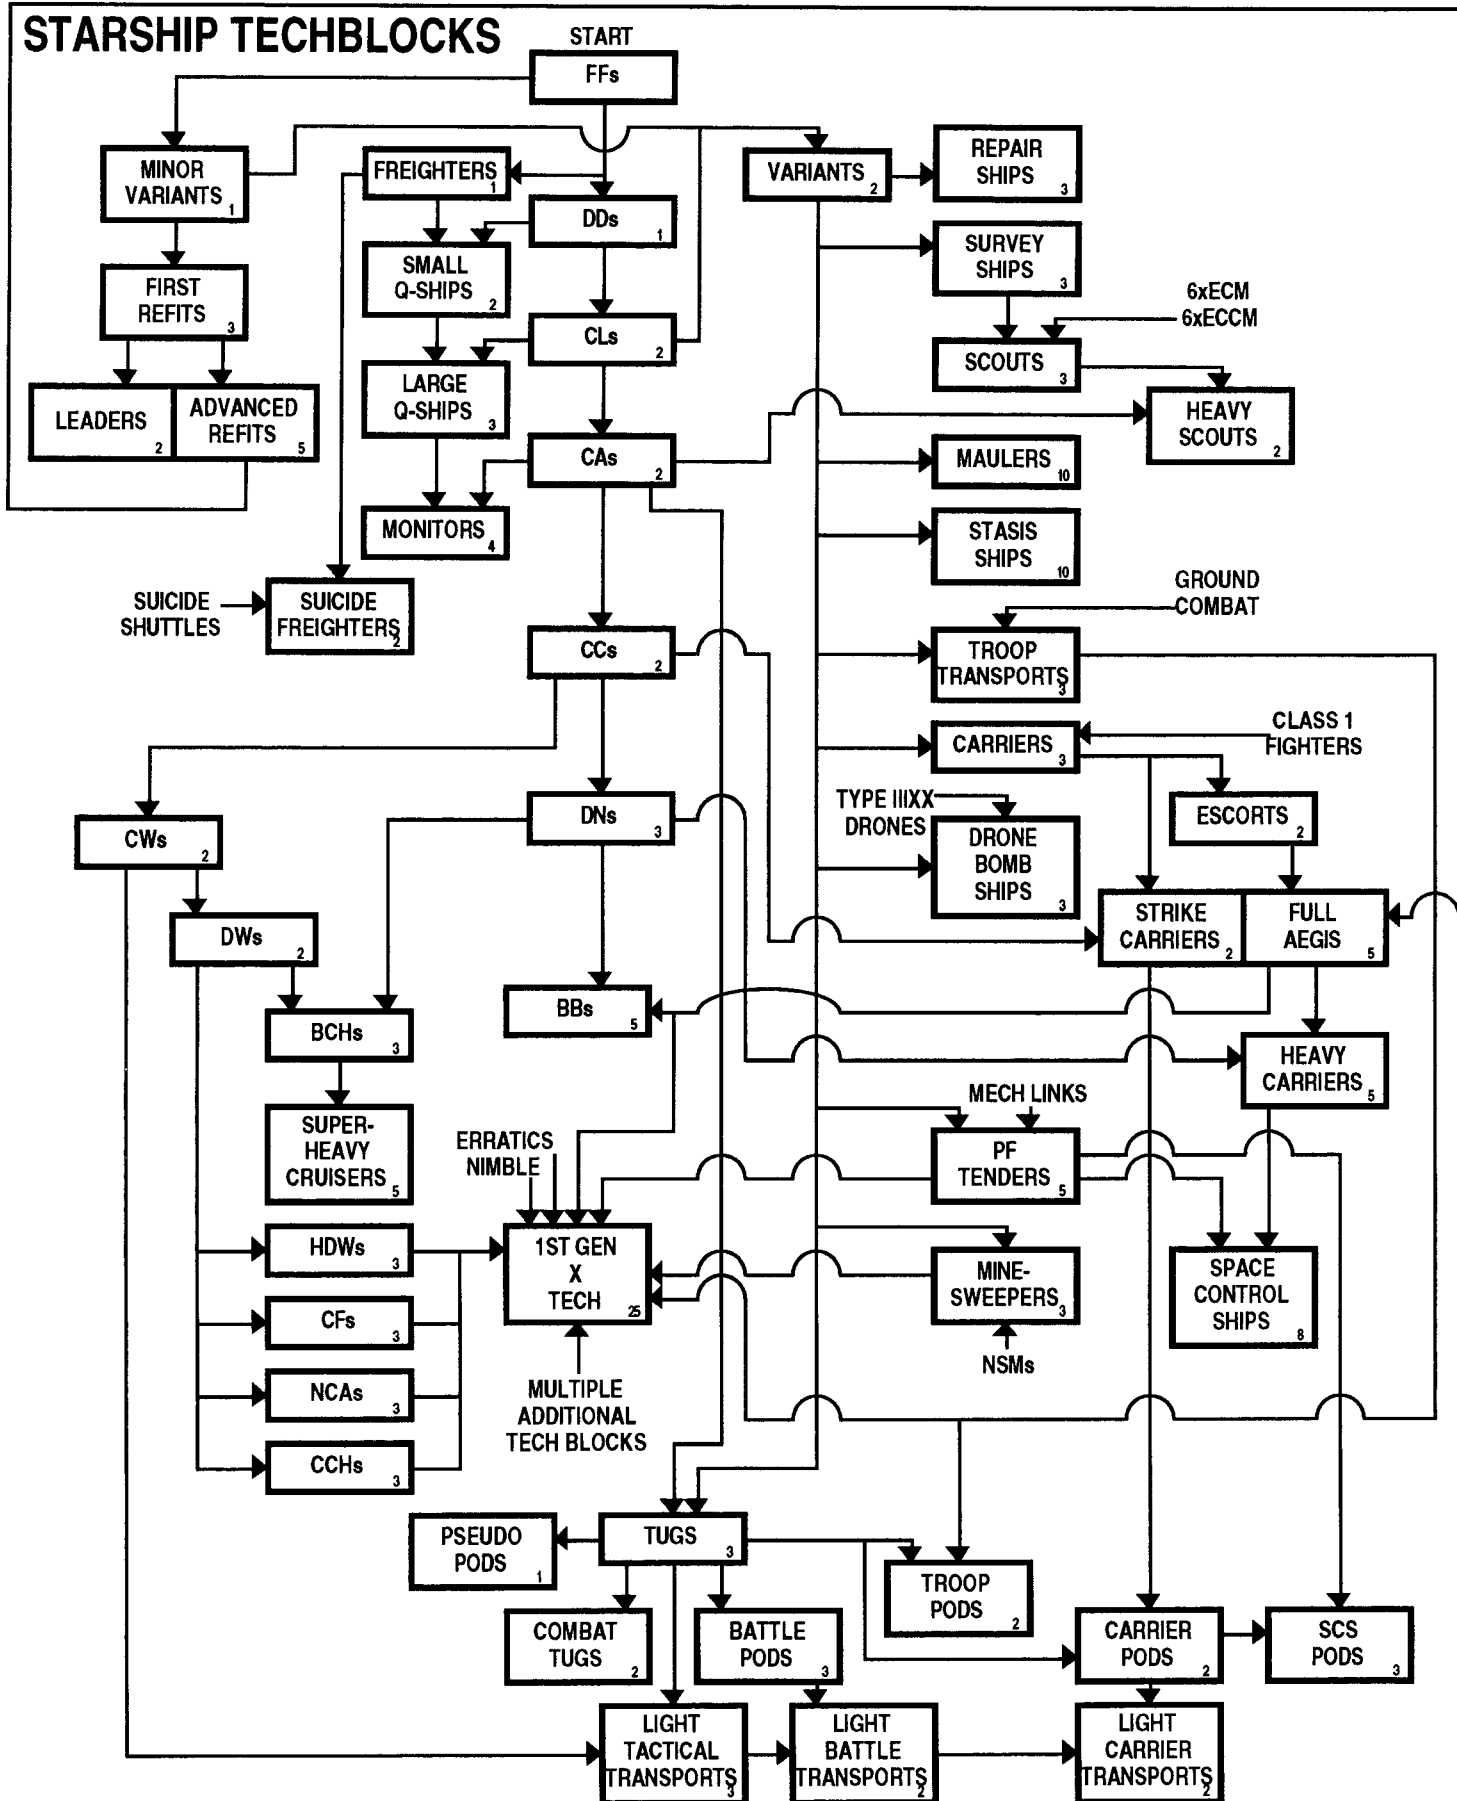 STARSHIP TECHBLOCKS
START
FFs
MINOR
VARIANTS
1
FREIGHTERS
1
VARIANTS
2
REPAIR
SHIPS
3
DDs
1
FIRST
REFITS
3
SMALL
Q-SHIPS
2
SURVEY
SHIPS
3
6xECM
6xECCM
CLs
2
SCOUTS
3
LEADERS
2
ADVANCED
REFITS
5
LARGE
Q-SHIPS
3
HEAVY
SCOUTS
2
CAs
2
MAULERS
10
MONITORS
4
STASIS
SHIPS
10
SUICIDE
SHUTTLES
SUICIDE
FREIGHTERS
2
GROUND
COMBAT
CCs
2
TROOP
TRANSPORTS
3
CARRIERS
3
CLASS 1
FIGHTERS
CWs
2
DNs
3
TYPE IIIXX
DRONES
DRONE
BOMB
SHIPS
3
ESCORTS
2
DWs
2
STRIKE
CARRIERS
2
FULL
AEGIS
5
BCHs
3
BBs
5
HEAVY
CARRIERS
5
SUPER-
HEAVY
CRUISERS
5
ERRATICS
NIMBLE
MECH LINKS
PF
TENDERS
5
HDWs
3
1ST GEN
X
TECH
25
MINE-
SWEEPERS
3
SPACE
CONTROL
SHIPS
8
CFs
3
NSMs
NCAs
3
MULTIPLE
ADDITIONAL
TECH BLOCKS
CCHs
3
PSEUDO
PODS
1
TUGS
3
TROOP
PODS
2
COMBAT
TUGS
2
BATTLE
PODS
3
CARRIER
PODS
2
SCS
PODS
3
LIGHT
TACTICAL
TRANSPORTS
3
LIGHT
BATTLE
TRANSPORTS
2
LIGHT
CARRIER
TRANSPORTS
2